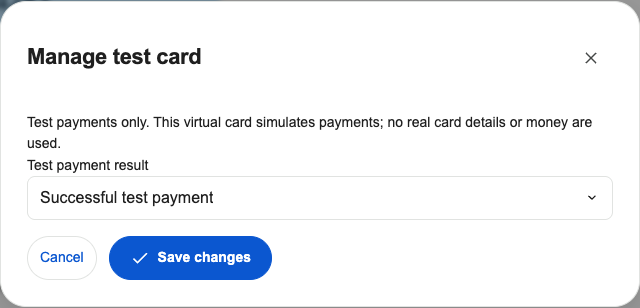 Manage test card
Test payments only. This virtual card simulates payments; no real card details or money are
used.
Test payment result
Successful test payment
Cancel
Save changes